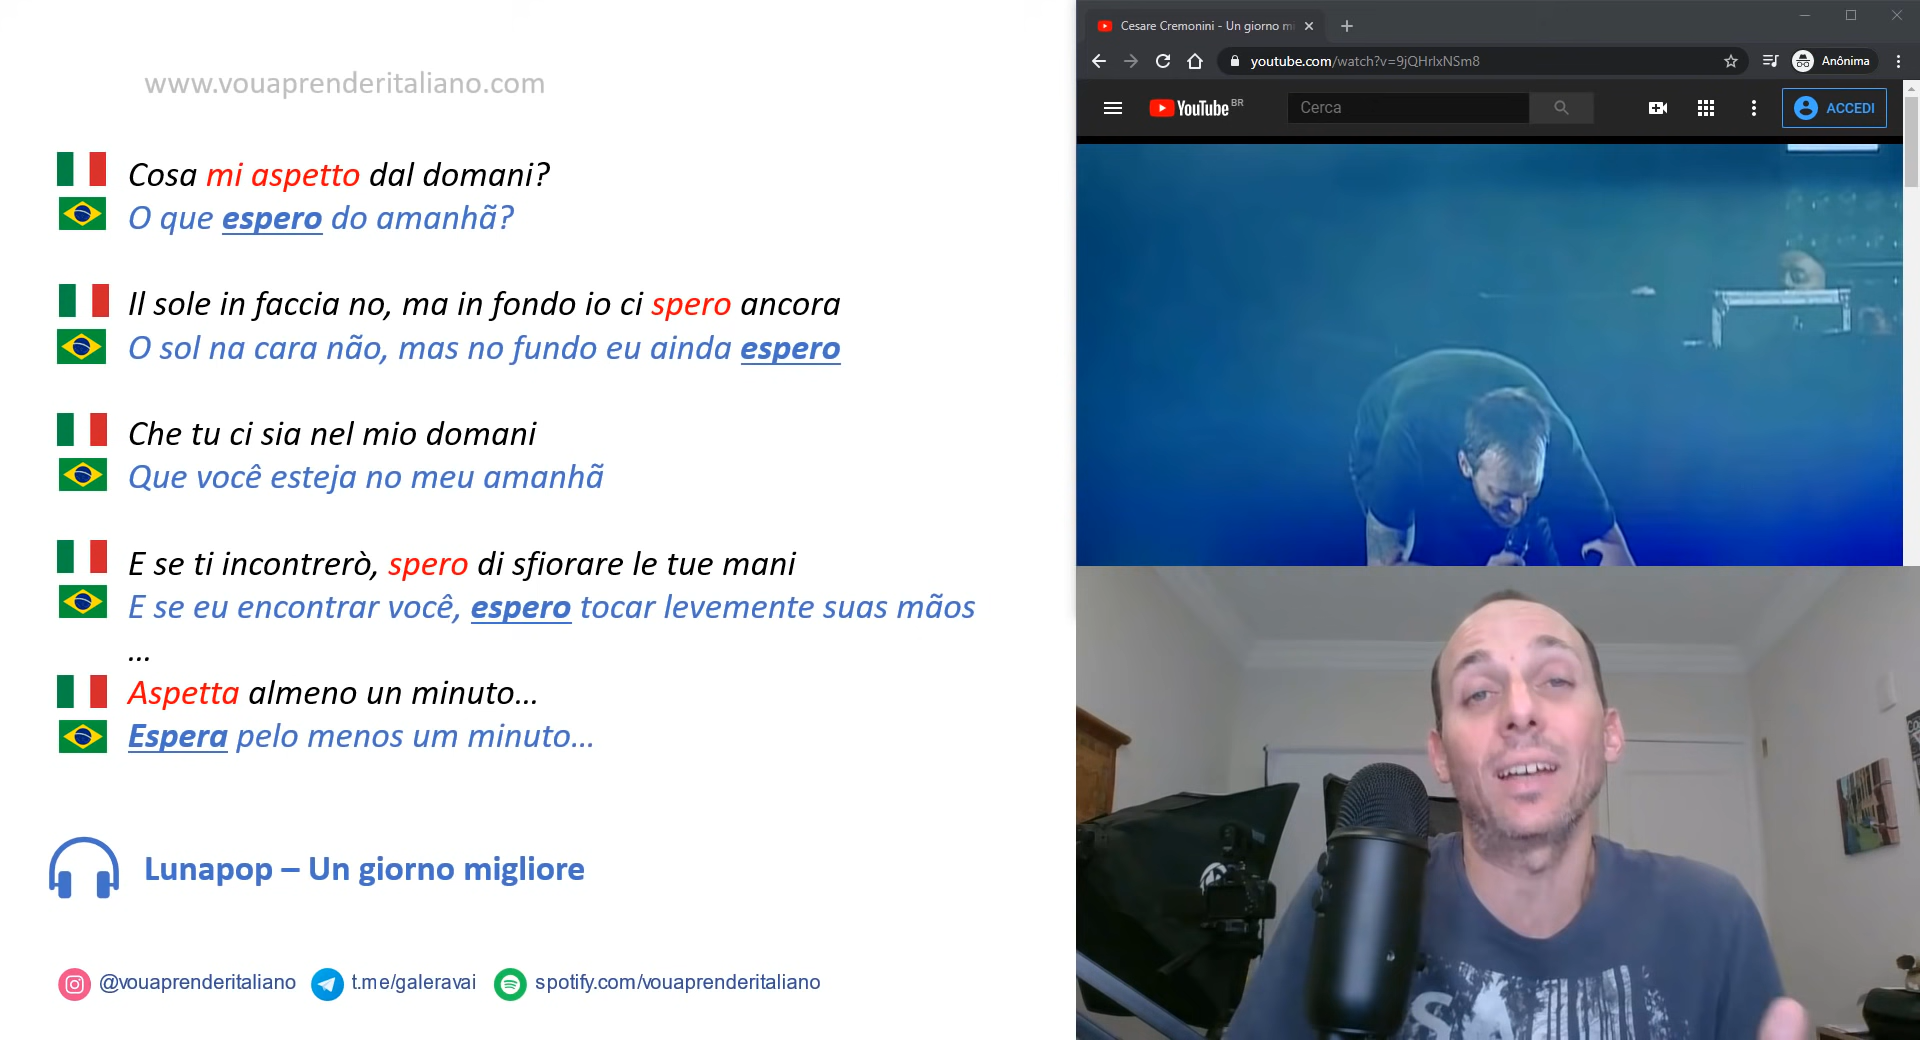 www.vouaprenderitaliano.com
Cosa mi aspetto dal domani?
O que espero do amanhã?
Il sole in faccia no, ma in fondo io ci spero ancora
O sol na cara não, mas no fundo eu ainda espero
Che tu ci sia nel mio domani
Que você esteja no meu amanhã
E se ti incontrerò, spero di sfiorare le tue mani
E se eu encontrar você, espero tocar levemente suas mãos
...
Aspetta almeno un minuto...
Espera pelo menos um minuto...
Lunapop – Un giorno migliore
@vouaprenderitaliano t.me/galeravai spotify.com/vouaprenderitaliano
Cesare Cremonini - Un giorno m
youtube.com/watch?v=9jQHrlxNSm8 Anônima
YouTube BR Cerca ACCEDI